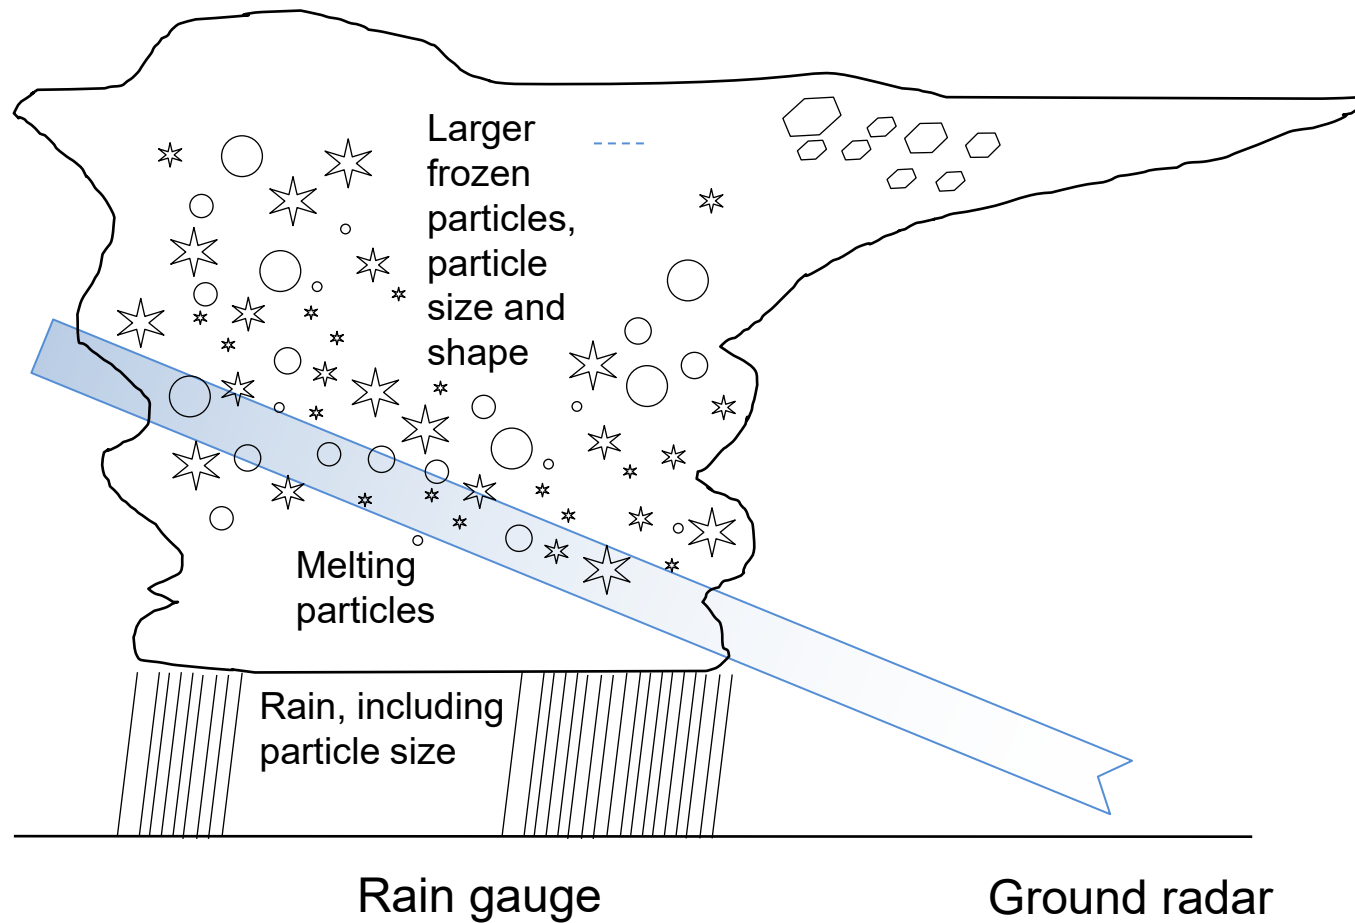 Larger
frozen
particles,
particle
size and
shape
Melting
particles
Rain, including
particle size
Rain gauge
Ground radar